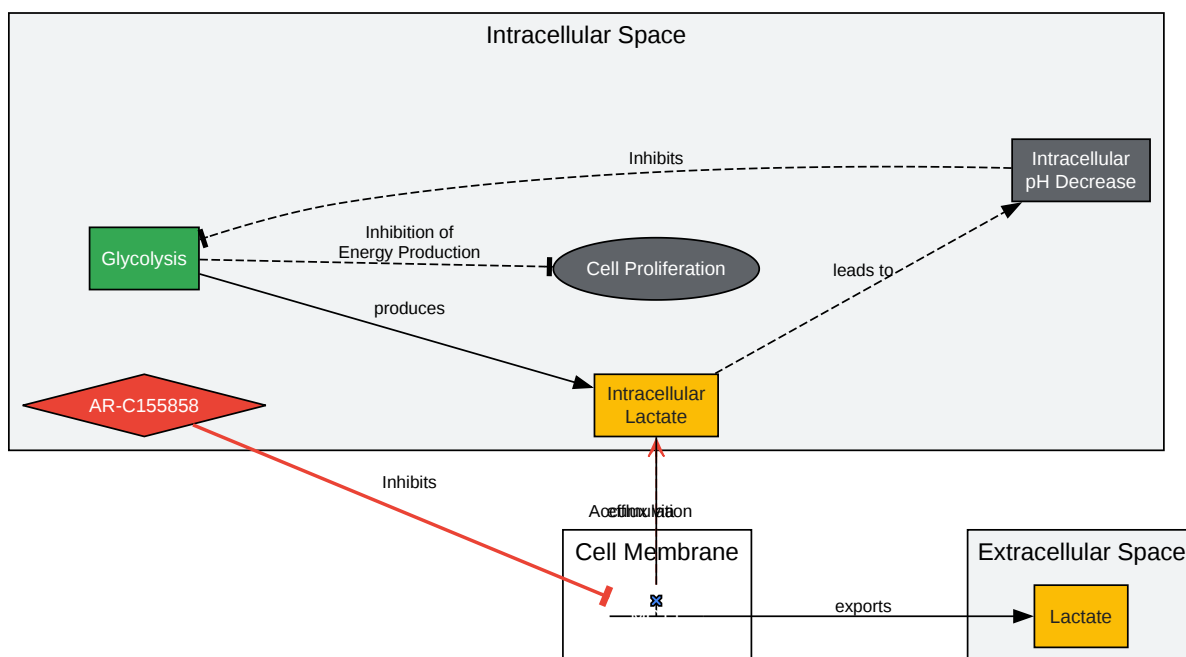 Intracellular Space
Inhibits
Intracellular
pH Decrease
Inhibition of
Energy Production
Glycolysis
Cell Proliferation
leads to
produces
AR-C155858
Intracellular
Lactate
Inhibits
Cell Membrane
Extracellular Space
exports
Lactate